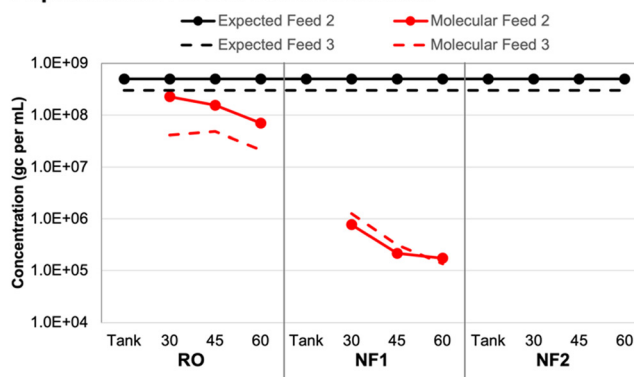 Expected Feed 2 Molecular Feed 2
Expected Feed 3 Molecular Feed 3
Concentration (gc per mL)
1.0E+09
1.0E+08
1.0E+07
1.0E+06
1.0E+05
1.0E+04
Tank 30 45 60 Tank 30 45 60 Tank 30 45 60
RO NF1 NF2